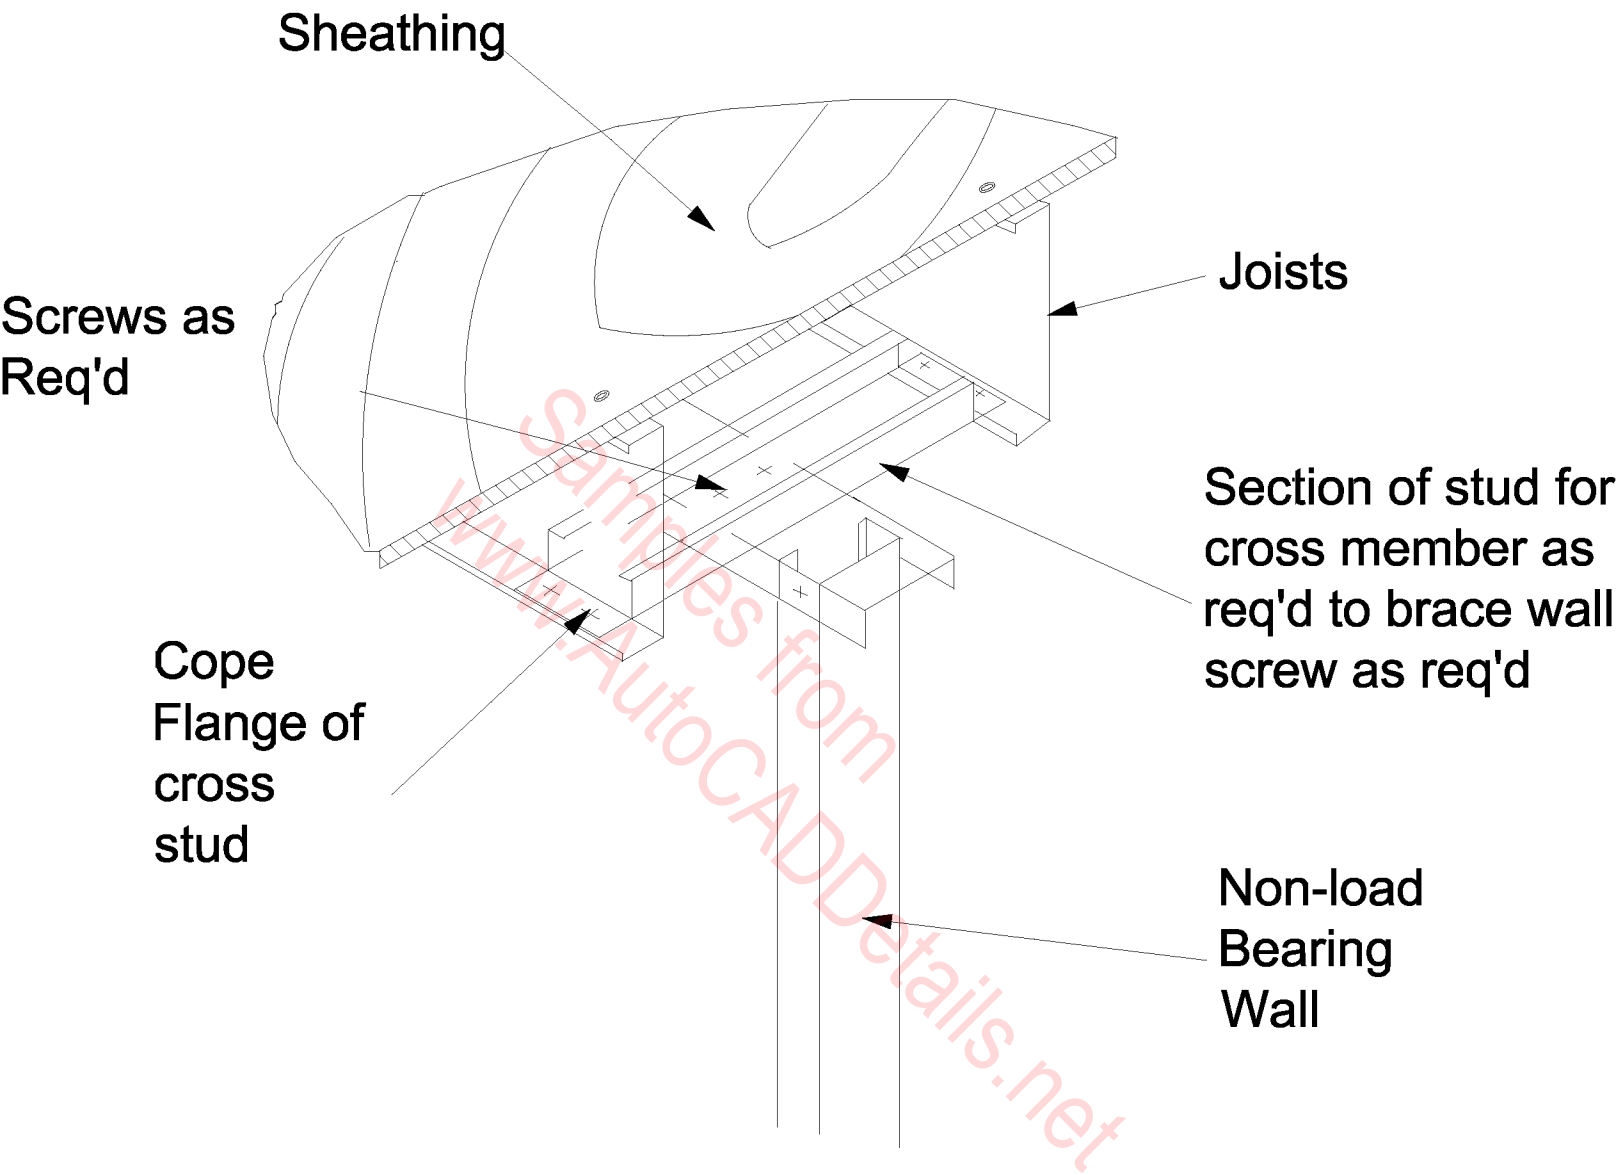 Sheathing
Screws as
Req'd
Joists
Section of stud for
cross member as
req'd to brace wall
screw as req'd
Cope
Flange of
cross
stud
Non-load
Bearing
Wall
Samples from
www.AutoCADDetails.net